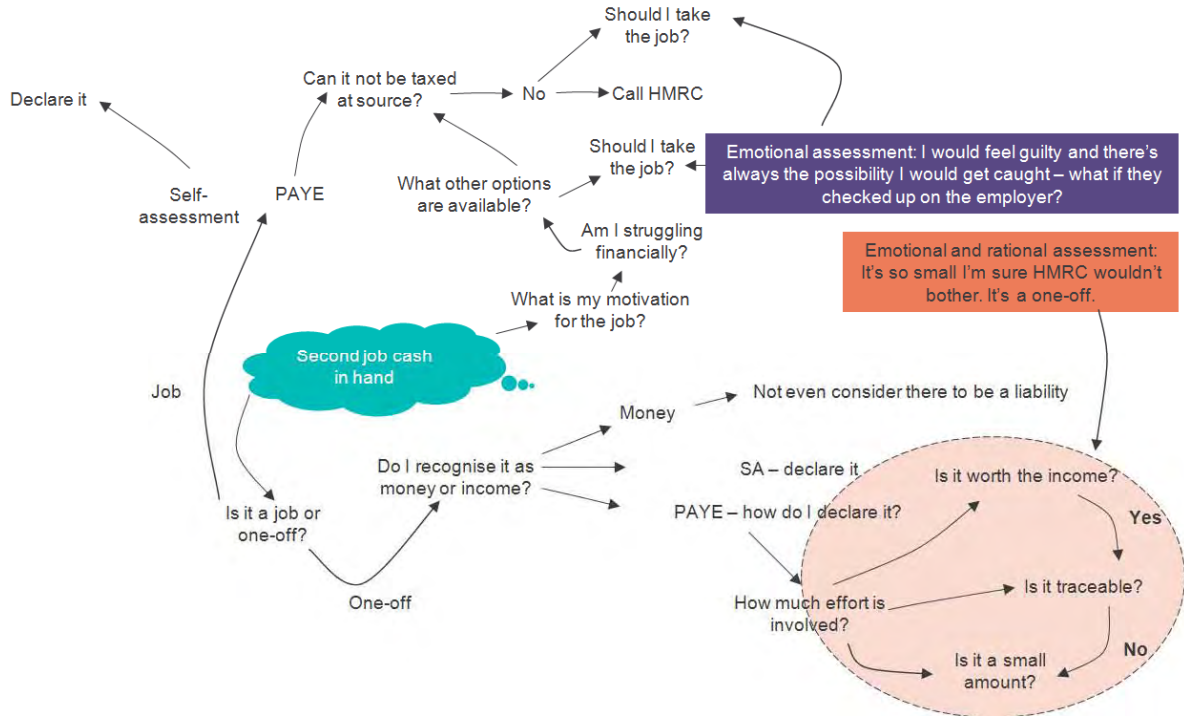 Should I take
the job?
Can it not be taxed
at source?
No
Call HMRC
Declare it
Should I take
the job?
Emotional assessment: I would feel guilty and there's
always the possibility I would get caught – what if they
checked up on the employer?
Self-
assessment
PAYE
What other options
are available?
Am I struggling
financially?
Emotional and rational assessment:
It's so small I'm sure HMRC wouldn't
bother. It's a one-off.
What is my motivation
for the job?
Second job cash
in hand
Job
Money
Not even consider there to be a liability
Do I recognise it as
money or income?
SA – declare it
Is it worth the income?
Is it a job or
one-off?
PAYE – how do I declare it?
Yes
One-off
How much effort is
involved?
Is it traceable?
No
Is it a small
amount?